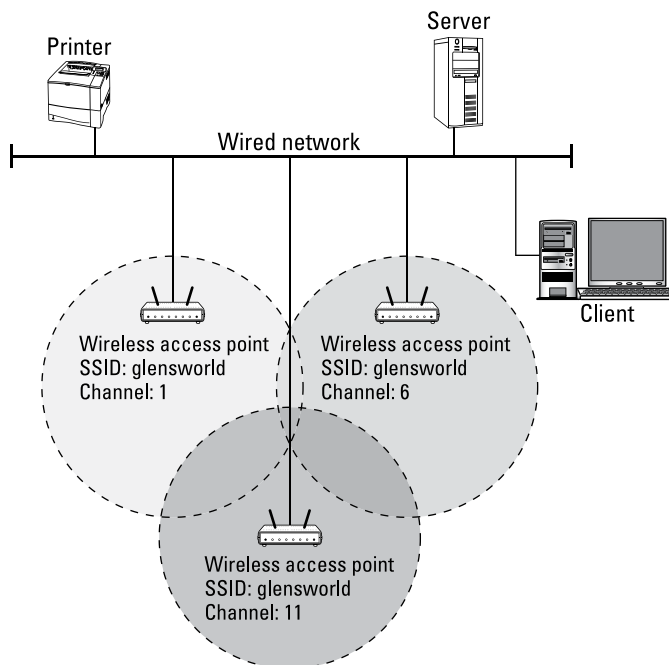 Server
Printer
Wired network
Client
Wireless access point
SSID: glensworld
Channel: 1
Wireless access point
SSID: glensworld
Channel: 6
Wireless access point
SSID: glensworld
Channel: 11